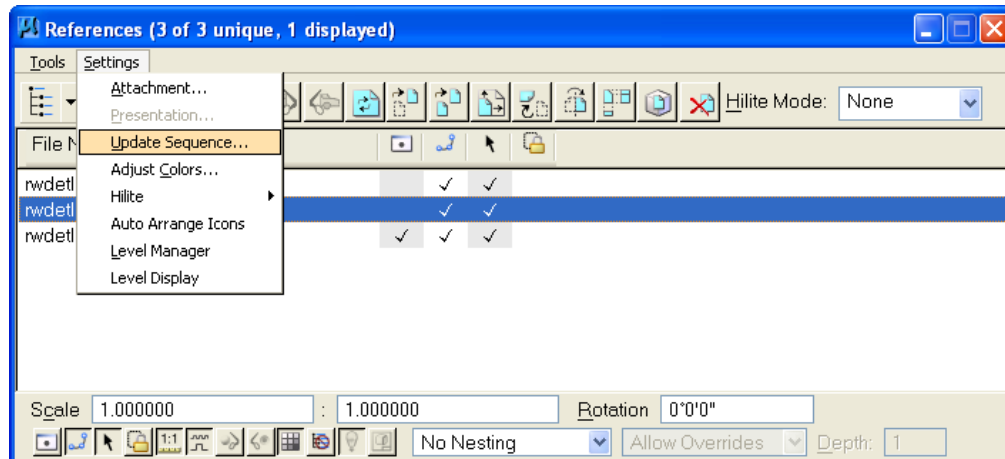 References (3 of 3 unique, 1 displayed)
Tools Settings
Attachment...
Hilite Mode: None
Presentation...
File N
Update Sequence...
Adjust Colors...
rwdetl
Hilite
rwdetl
Auto Arrange Icons
rwdetl
Level Manager
Level Display
Scale 1.000000 : 1.000000 Rotation 0°0'0"
1:1 No Nesting Allow Overrides Depth: 1